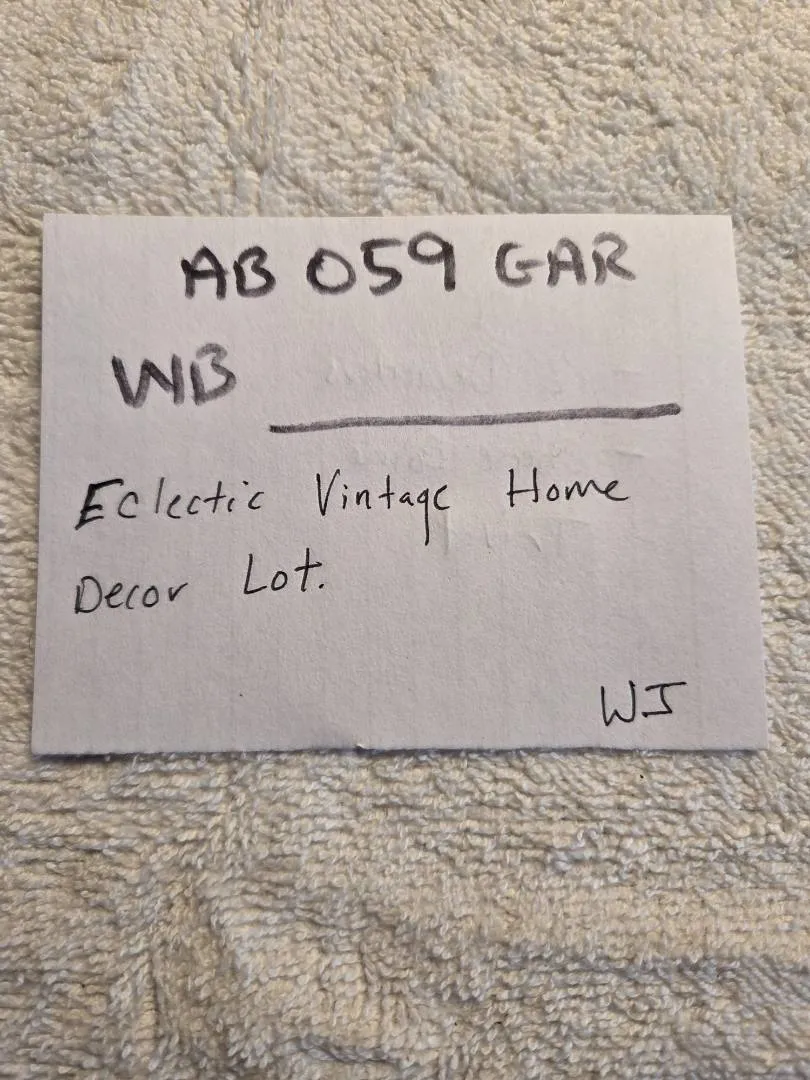 AB 059 GAR
WB
Eclectic Vintage Home
Decor Lot.
WJ